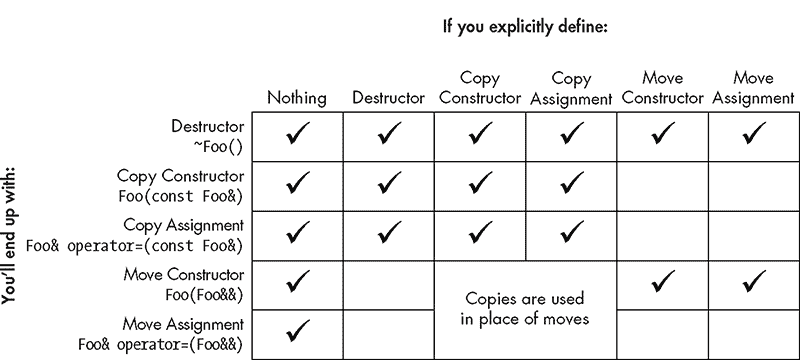 If you explicitly define:
Nothing
Destructor
Copy
Constructor
Copy
Assignment
Move
Constructor
Move
Assignment
You'll end up with:
Destructor
~Foo()
Copy Constructor
Foo(const Foo&)
Copy Assignment
Foo& operator=(const Foo&)
Move Constructor
Foo(Foo&&)
Move Assignment
Foo& operator=(Foo&&)
Copies are used
in place of moves